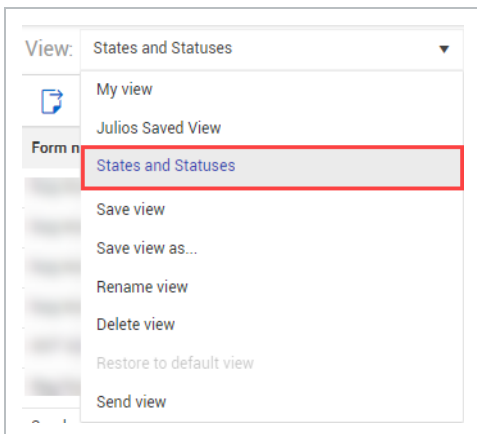 View: States and Statuses
My view
Julios Saved View
Form n
States and Statuses
Save view
Save view as...
Rename view
Delete view
Restore to default view
Send view